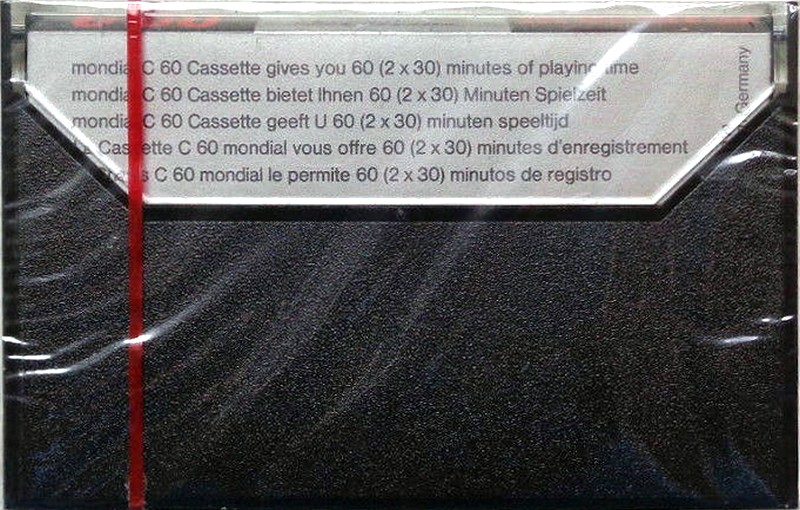 mondia C 60 Cassette gives you 60 (2 x 30) minutes of playing time
mondia C 60 Cassette bietet Ihnen 60 (2 x 30) Minuten Spielzeit
mondia C 60 Cassette geeft U 60 (2 x 30) minuten speeltijd
La Cassette C 60 mondial vous offre 60 (2 x 30) minutes d'enregistrement
C 60 mondial le permite 60 (2 x 30) minutos de registro
Germany